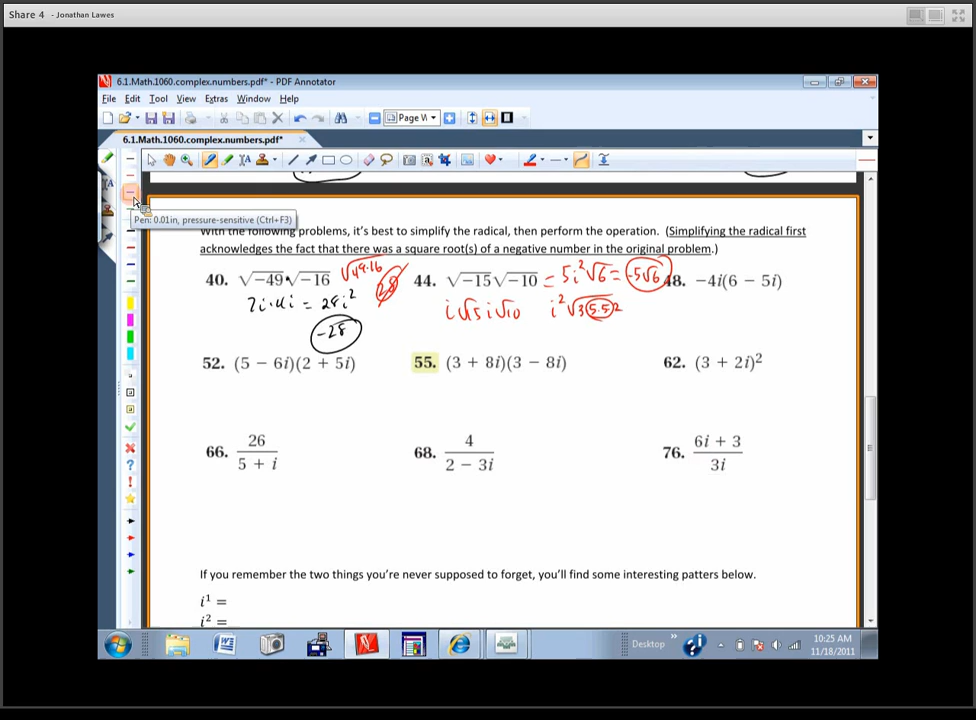 Share 4 - Jonathan Lawes
6.1.Math.1060.complex.numbers.pdf* - PDF Annotator
File Edit Tool View Extras Window Help
Page W
6.1.Math.1060.complex.numbers.pdf*
Pen: 0.01in, pressure-sensitive (Ctrl+F3)
With the following problems, it's best to simplify the radical, then perform the operation. (Simplifying the radical first
acknowledges the fact that there was a square root(s) of a negative number in the original problem.)
40. √−49·√−16 √49·16 28 44. √−15√−10 = 5i²√6 = -5√6 48. −4i(6 − 5i)
7i·4i = 28i² i√15 i√10 i²√3(5·5)2
-28
52. (5 − 6i)(2 + 5i) 55. (3 + 8i)(3 − 8i) 62. (3 + 2i)²
66. 26/(5 + i) 68. 4/(2 − 3i) 76. (6i + 3)/3i
If you remember the two things you're never supposed to forget, you'll find some interesting patters below.
i¹ =
i² =
Desktop
10:25 AM
11/18/2011